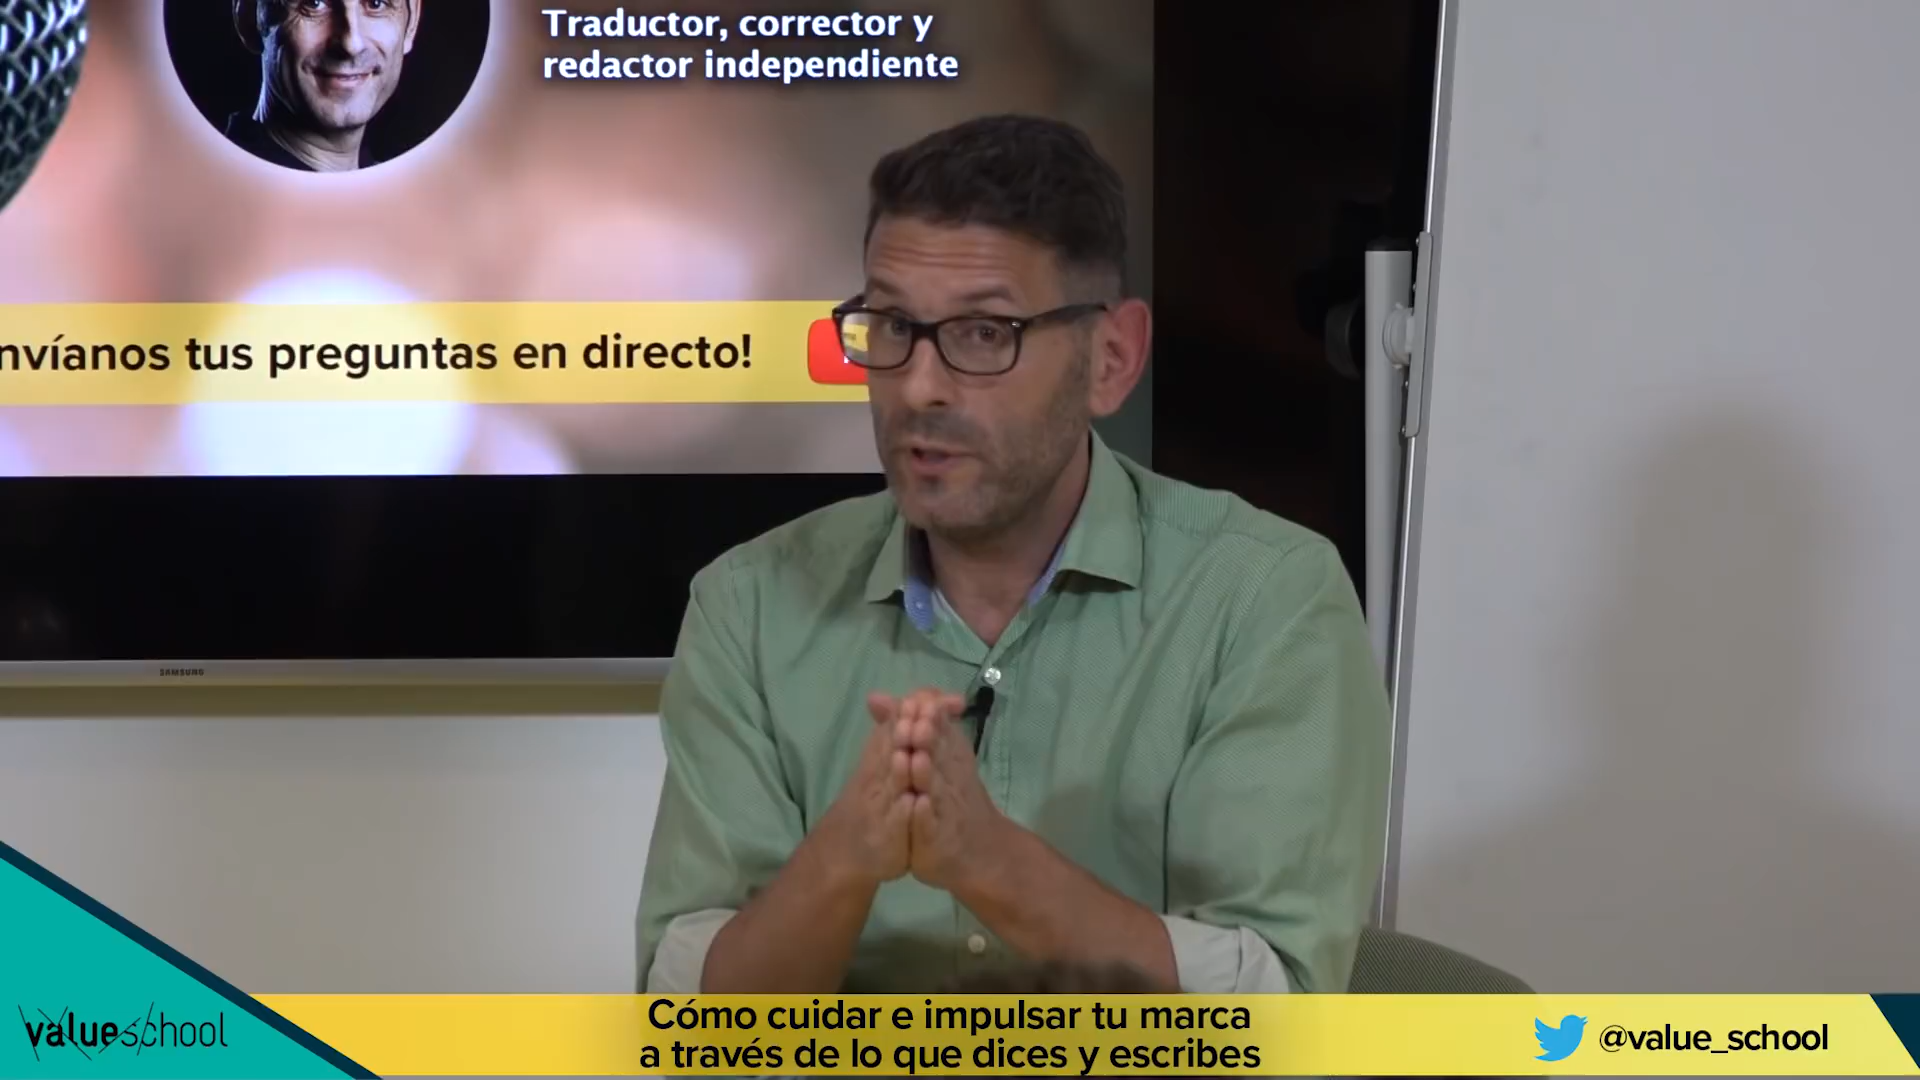 Traductor, corrector y
redactor independiente
nvíanos tus preguntas en directo!
SAMSUNG
valueschool
Cómo cuidar e impulsar tu marca
a través de lo que dices y escribes
@value_school